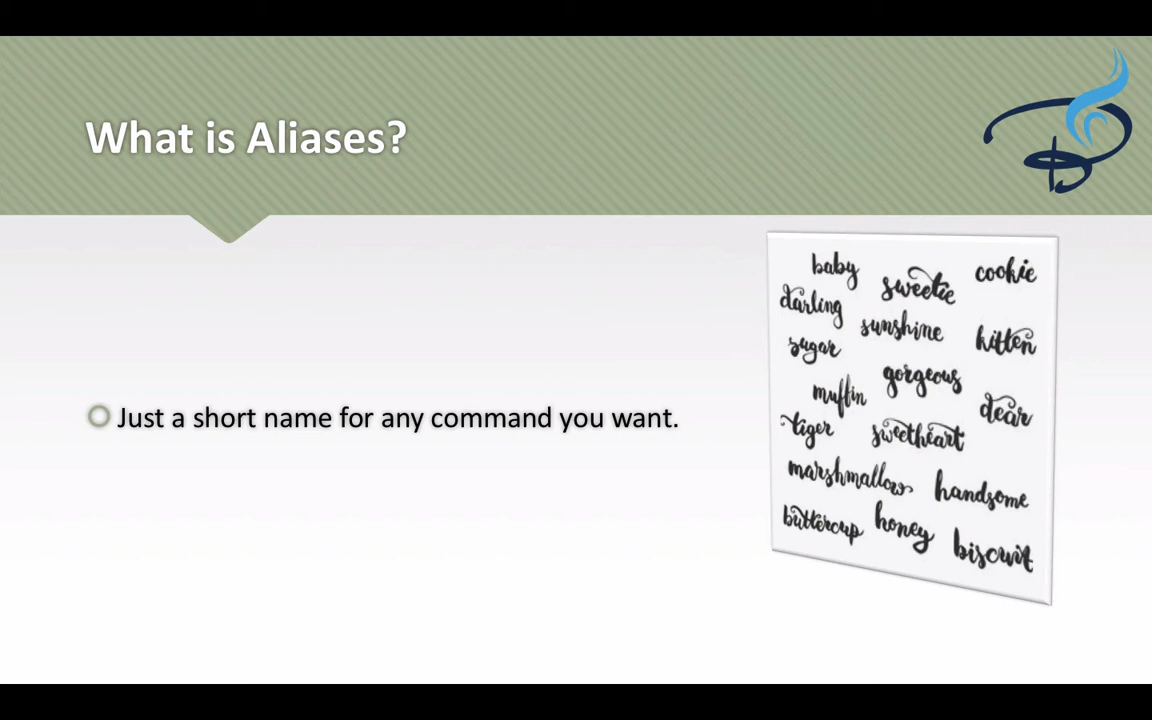 What is Aliases?
Just a short name for any command you want.
baby sweetie cookie
darling sunshine kitten
sugar gorgeous
muffin dear
tiger sweetheart
marshmallow handsome
buttercup honey biscuit